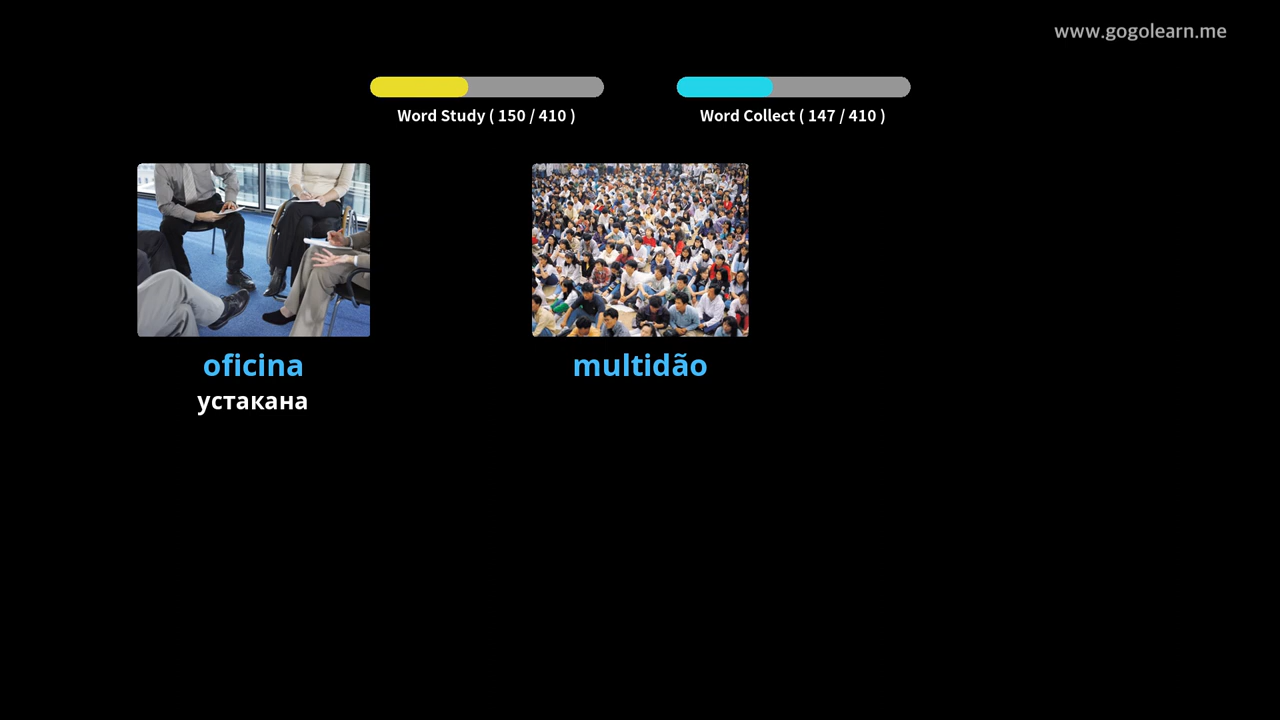 www.gogolearn.me
Word Study ( 150 / 410 )
Word Collect ( 147 / 410 )
oficina
устакана
multidão